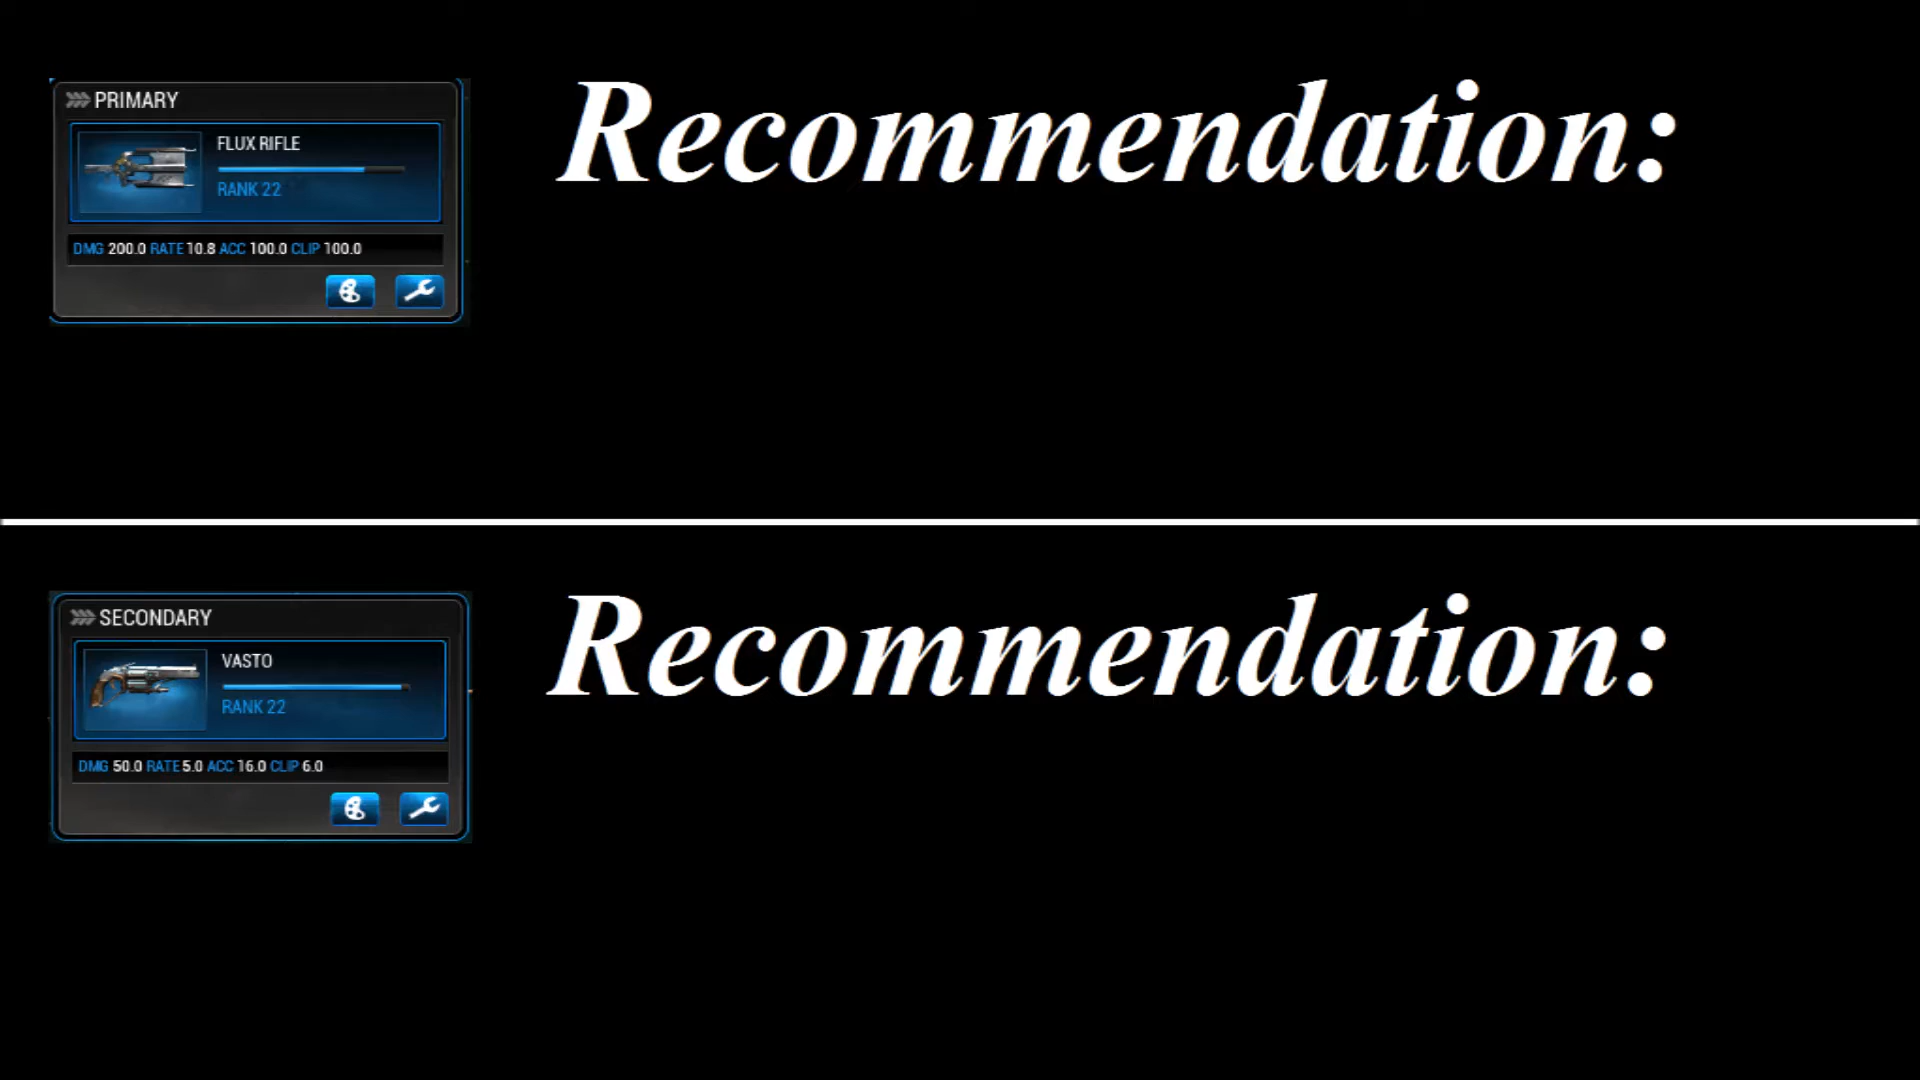 PRIMARY
Recommendation:
FLUX RIFLE
RANK 22
DMG 200.0 RATE 10.8 ACC 100.0 CLIP 100.0
SECONDARY
Recommendation:
VASTO
RANK 22
DMG 50.0 RATE 5.0 ACC 16.0 CLIP 6.0